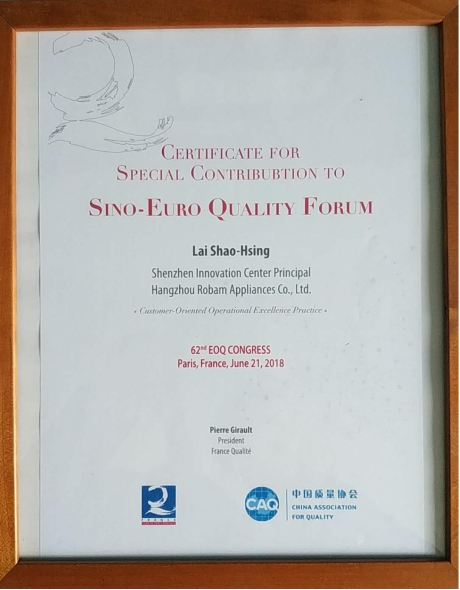 CERTIFICATE FOR
SPECIAL CONTRIBUBTION TO
SINO-EURO QUALITY FORUM
Lai Shao-Hsing
Shenzhen Innovation Center Principal
Hangzhou Robam Appliances Co., Ltd.
« Customer-Oriented Operational Excellence Practice »
62nd EOQ CONGRESS
Paris, France, June 21, 2018
Pierre Girault
President
France Qualité
FRANCE
CAQ
中国质量协会
CHINA ASSOCIATION
FOR QUALITY